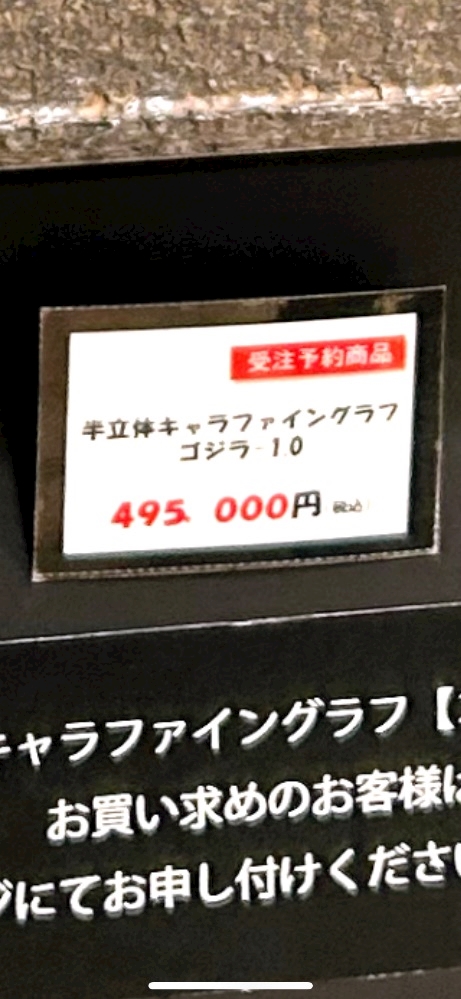 受注予約商品
半立体キャラファイングラフ
ゴジラ-1.0
495，000円 税込
キャラファイングラフ【
お買い求めのお客様は
ジにてお申し付けくださ